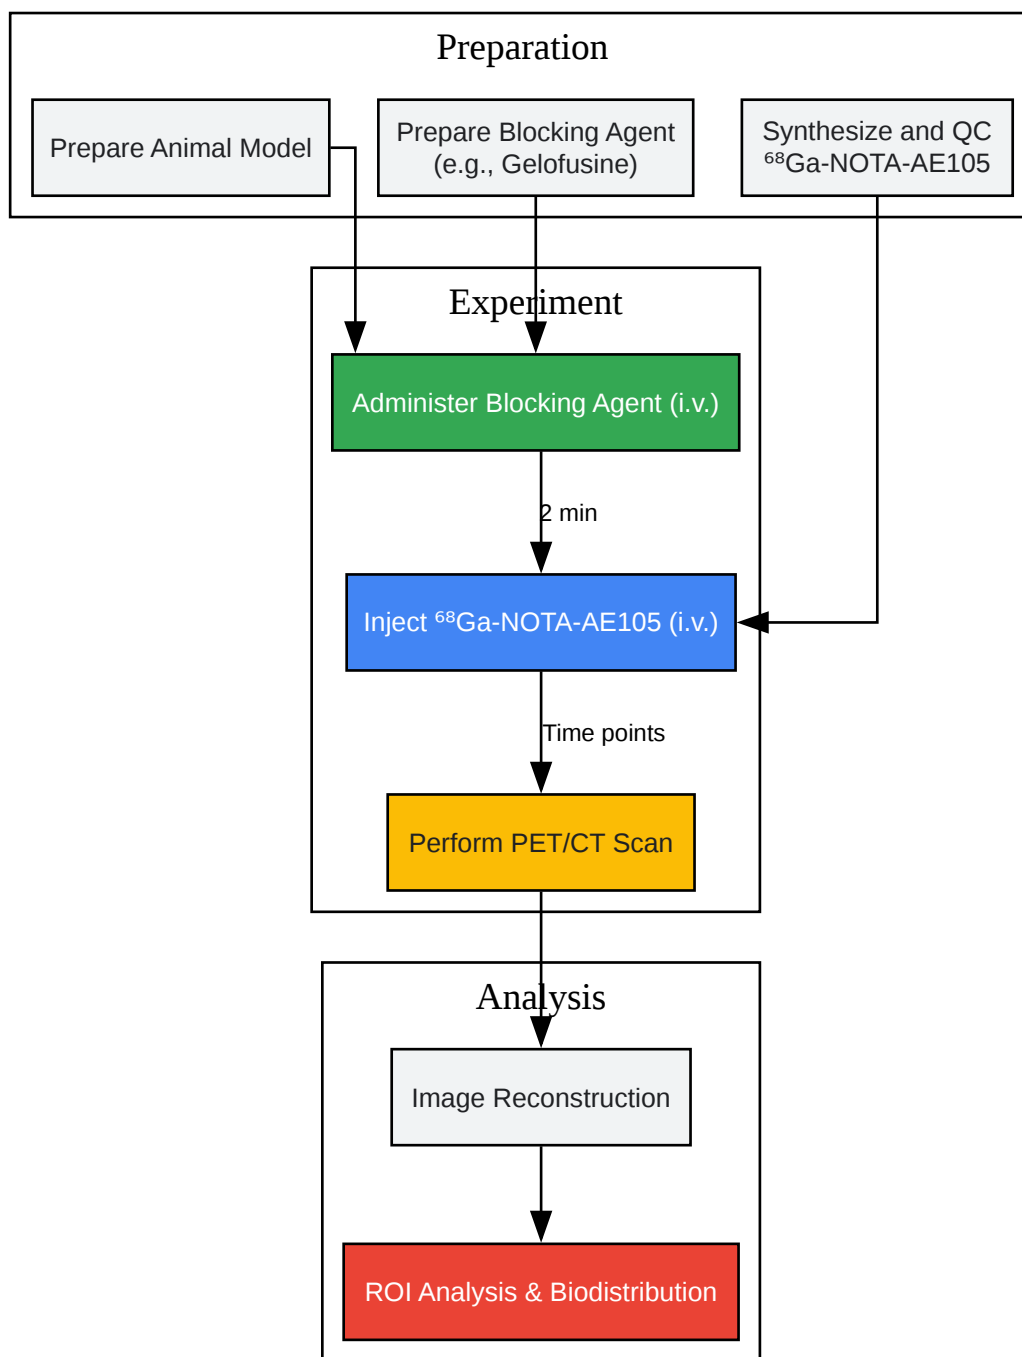 Preparation
Prepare Animal Model
Prepare Blocking Agent
(e.g., Gelofusine)
Synthesize and QC
⁶⁸Ga-NOTA-AE105
Experiment
Administer Blocking Agent (i.v.)
2 min
Inject ⁶⁸Ga-NOTA-AE105 (i.v.)
Time points
Perform PET/CT Scan
Analysis
Image Reconstruction
ROI Analysis & Biodistribution